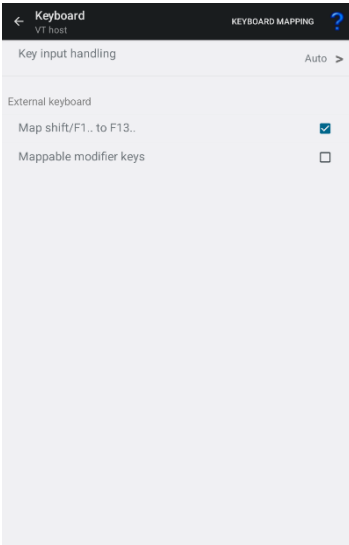 Keyboard
VT host
KEYBOARD MAPPING
?
Key input handling
Auto >
External keyboard
Map shift/F1.. to F13..
Mappable modifier keys